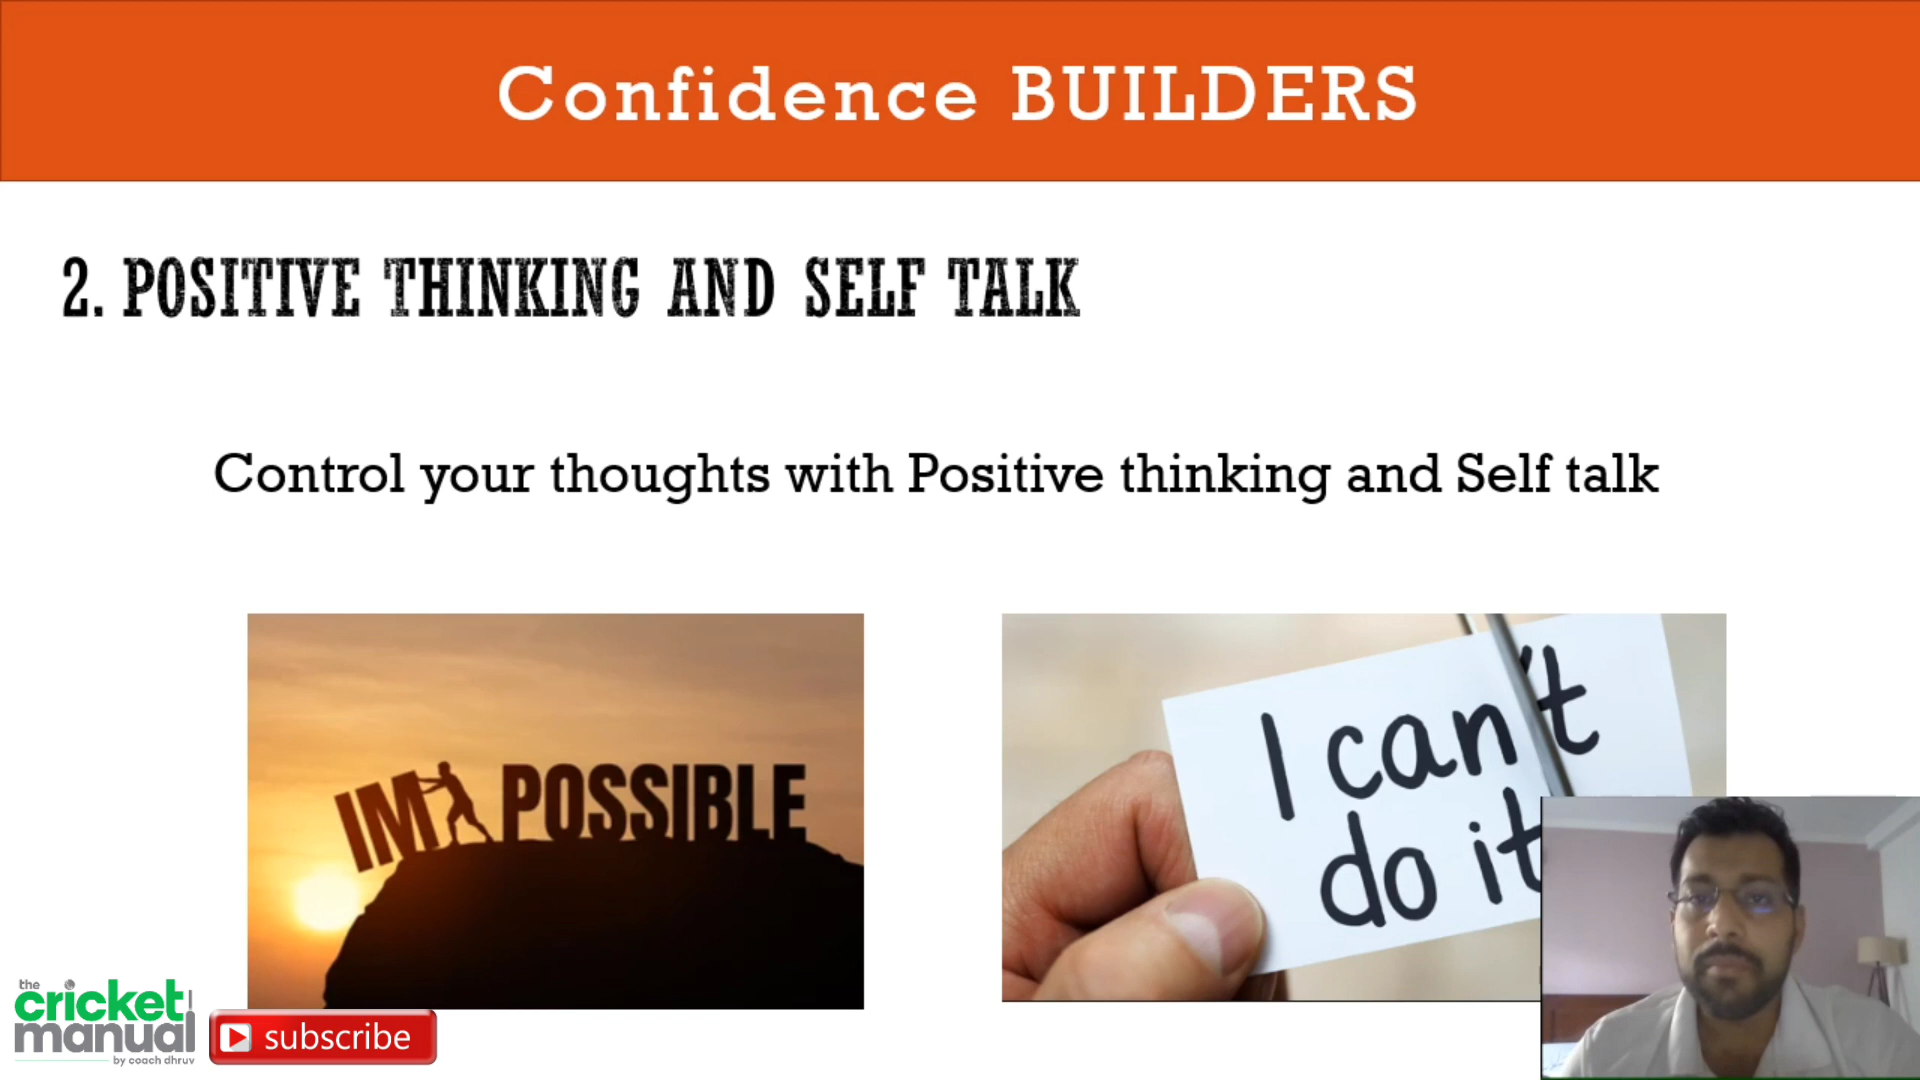 Confidence BUILDERS
2. POSITIVE THINKING AND SELF TALK
Control your thoughts with Positive thinking and Self talk
IM POSSIBLE
I can't
do it
the
cricket
manual
by coach dhruv
subscribe